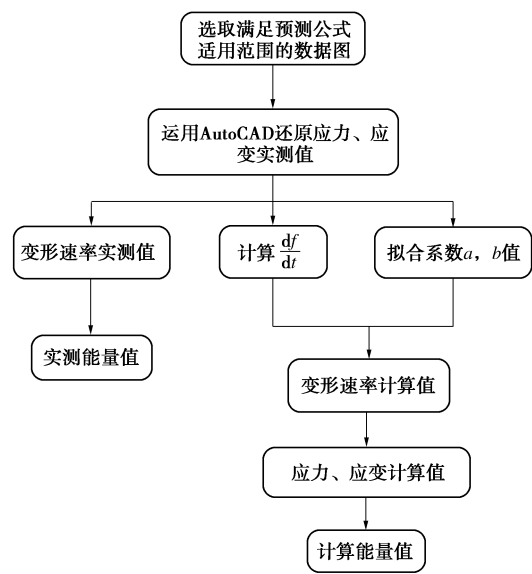 选取满足预测公式
适用范围的数据图
运用AutoCAD还原应力、应
变实测值
变形速率实测值
计算 df/dt
拟合系数a，b值
实测能量值
变形速率计算值
应力、应变计算值
计算能量值